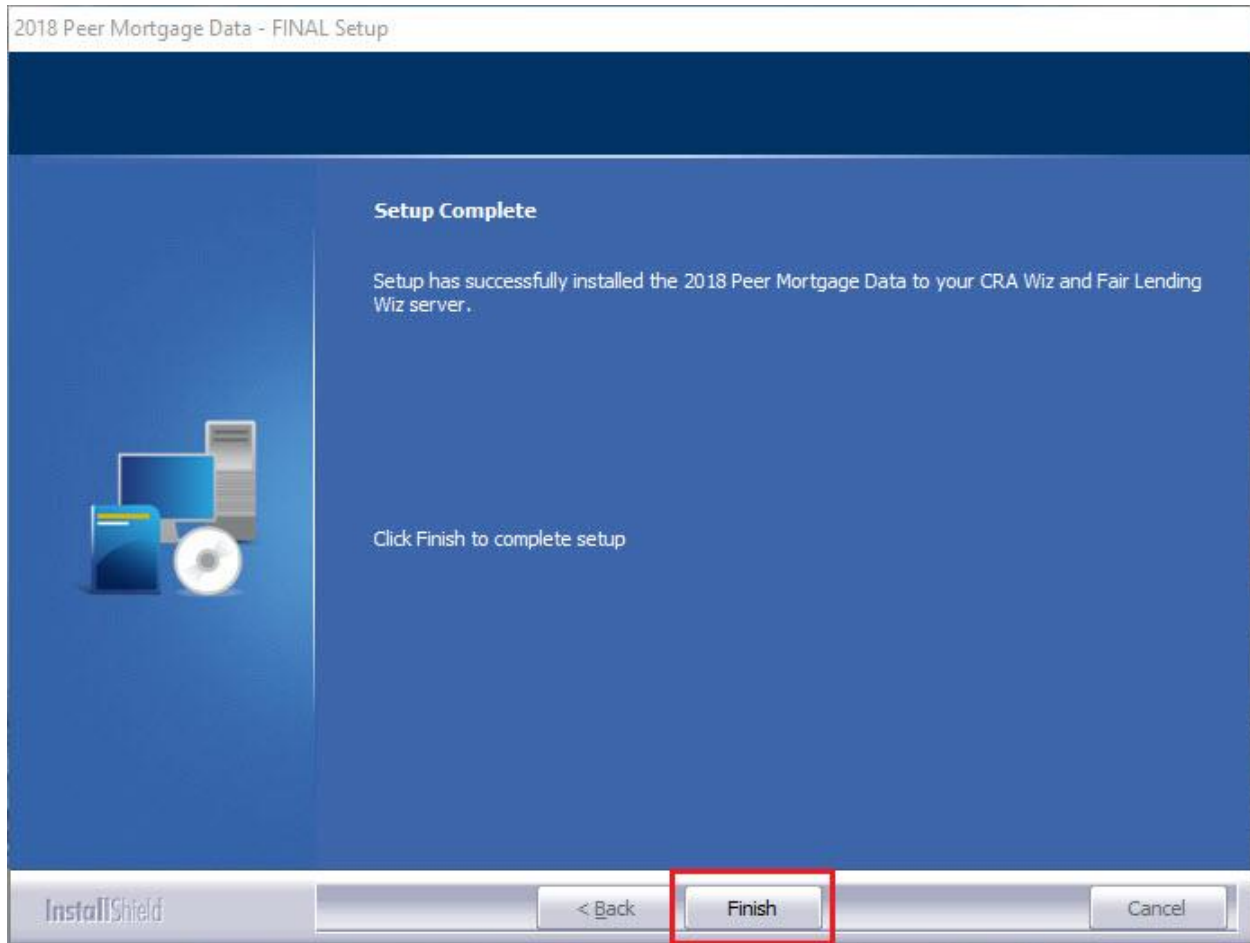 2018 Peer Mortgage Data - FINAL Setup
Setup Complete
Setup has successfully installed the 2018 Peer Mortgage Data to your CRA Wiz and Fair Lending
Wiz server.
Click Finish to complete setup
InstallShield
< Back
Finish
Cancel